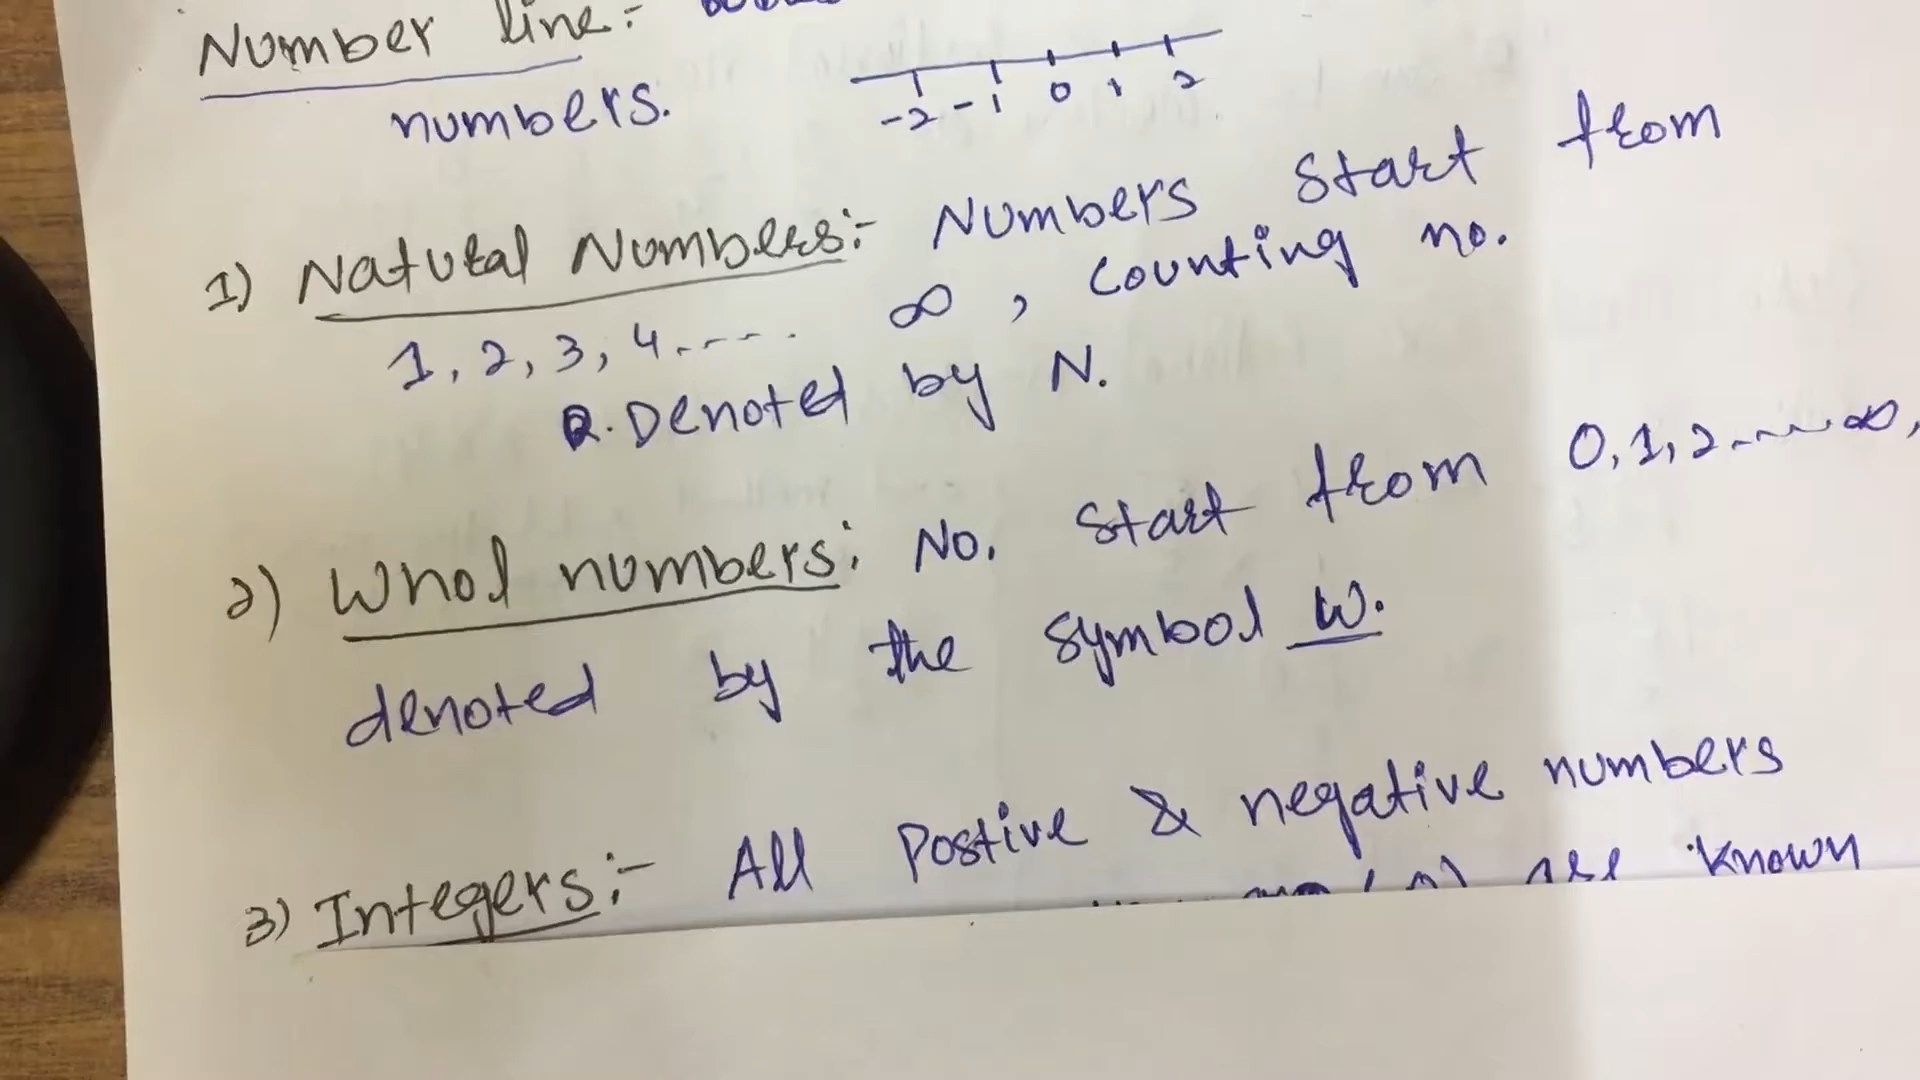 Number line:-
numbers.
-2 -1 0 1 2
1) Natural Numbers:- Numbers start from
1, 2, 3, 4..... ∞, counting no.
Denoted by N.
2) Whol numbers: No. start from 0, 1, 2.....∞,
denoted by the symbol W.
3) Integers:- All Postive & negative numbers
are known